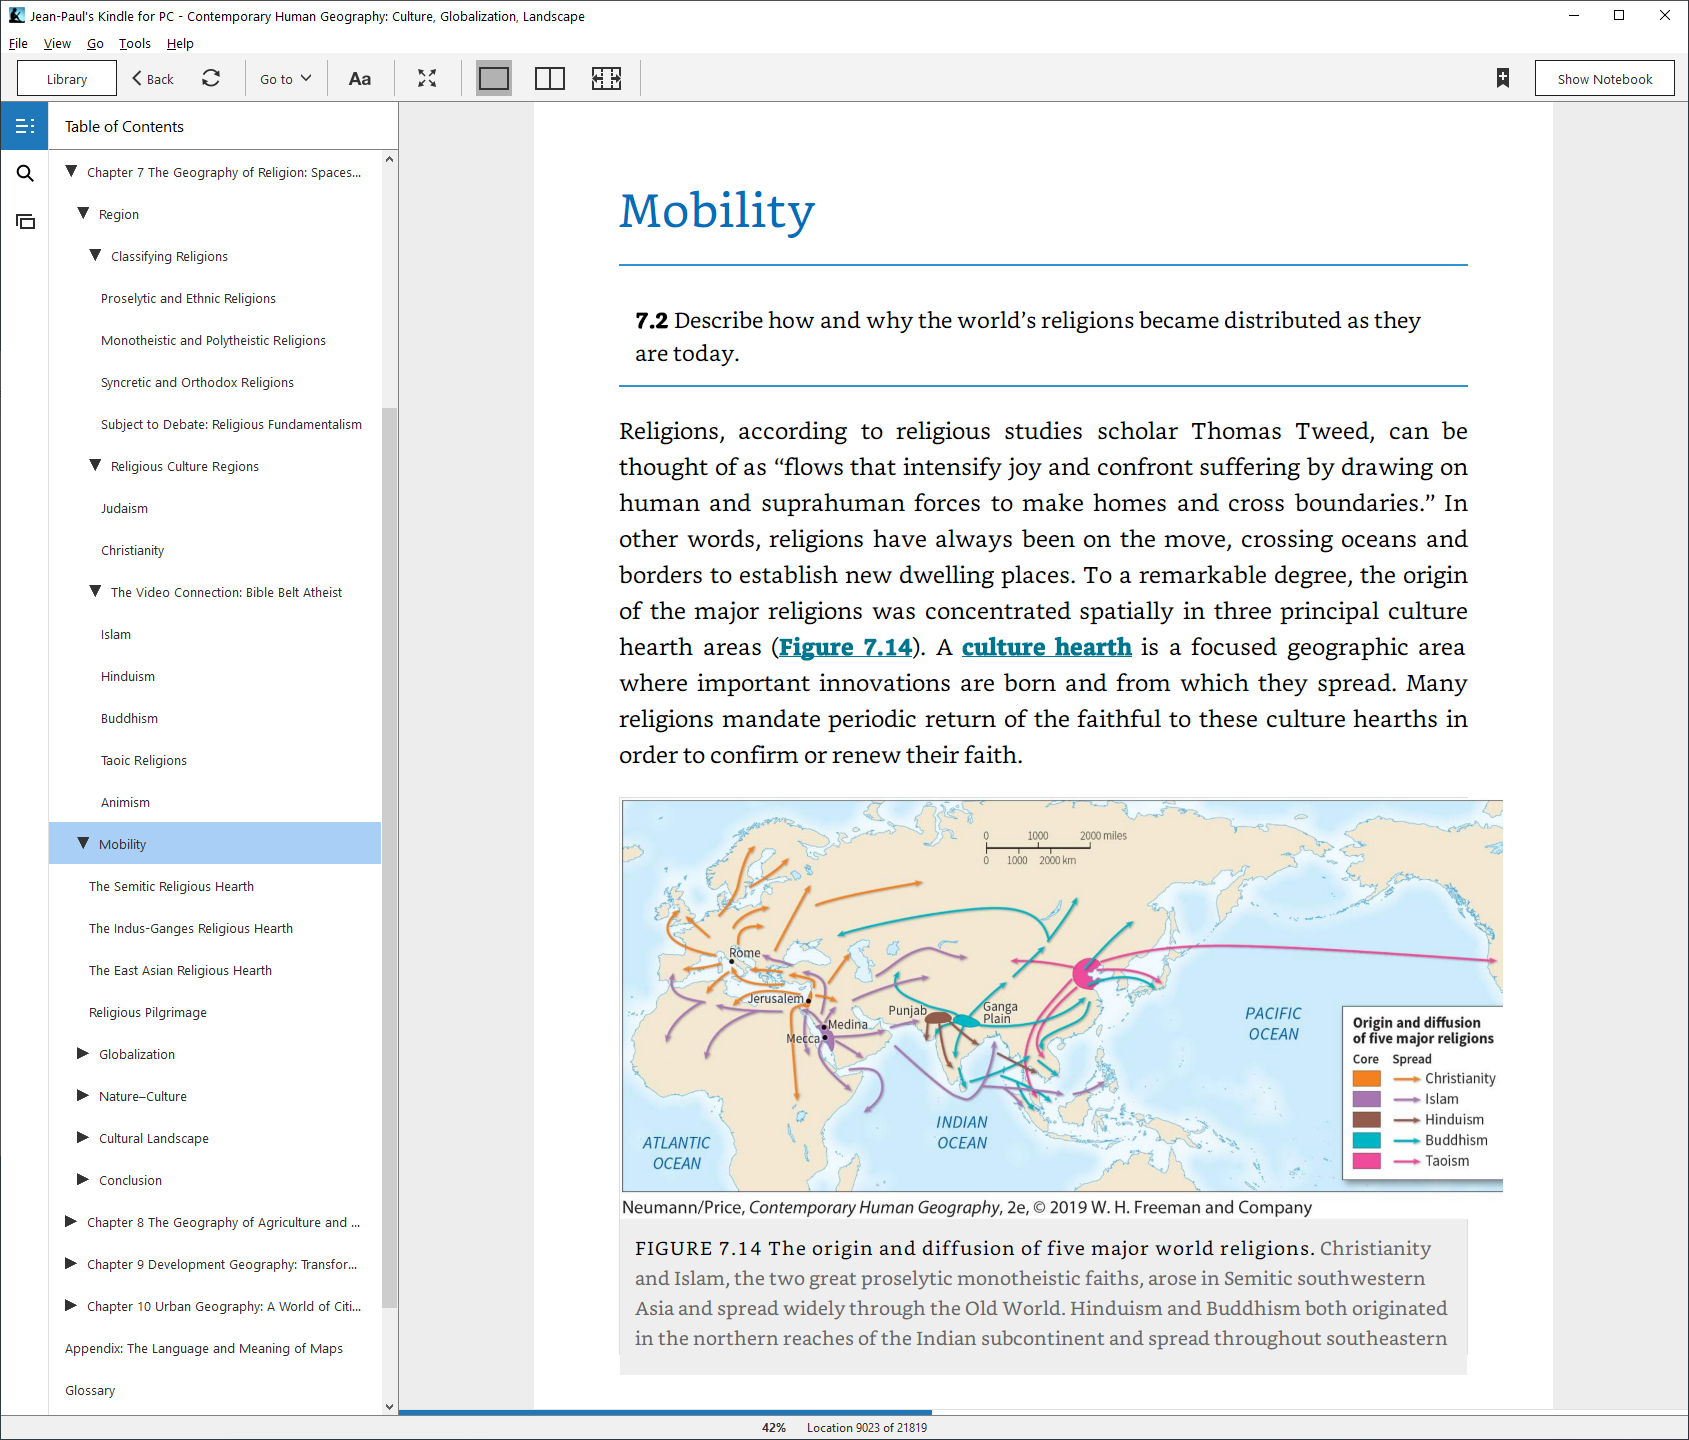 Jean-Paul's Kindle for PC - Contemporary Human Geography: Culture, Globalization, Landscape
File View Go Tools Help
Library Back Go to Aa Show Notebook
Table of Contents
Chapter 7 The Geography of Religion: Spaces...
Region
Classifying Religions
Proselytic and Ethnic Religions
Monotheistic and Polytheistic Religions
Syncretic and Orthodox Religions
Subject to Debate: Religious Fundamentalism
Religious Culture Regions
Judaism
Christianity
The Video Connection: Bible Belt Atheist
Islam
Hinduism
Buddhism
Taoic Religions
Animism
Mobility
The Semitic Religious Hearth
The Indus-Ganges Religious Hearth
The East Asian Religious Hearth
Religious Pilgrimage
Globalization
Nature–Culture
Cultural Landscape
Conclusion
Chapter 8 The Geography of Agriculture and ...
Chapter 9 Development Geography: Transfor...
Chapter 10 Urban Geography: A World of Citi...
Appendix: The Language and Meaning of Maps
Glossary
Mobility
7.2 Describe how and why the world’s religions became distributed as they
are today.
Religions, according to religious studies scholar Thomas Tweed, can be
thought of as “flows that intensify joy and confront suffering by drawing on
human and suprahuman forces to make homes and cross boundaries.” In
other words, religions have always been on the move, crossing oceans and
borders to establish new dwelling places. To a remarkable degree, the origin
of the major religions was concentrated spatially in three principal culture
hearth areas (Figure 7.14). A culture hearth is a focused geographic area
where important innovations are born and from which they spread. Many
religions mandate periodic return of the faithful to these culture hearths in
order to confirm or renew their faith.
0 1000 2000 miles
0 1000 2000 km
Rome
Jerusalem
Medina
Mecca
Punjab
Ganga
Plain
PACIFIC
OCEAN
INDIAN
OCEAN
ATLANTIC
OCEAN
Origin and diffusion
of five major religions
Core Spread
Christianity
Islam
Hinduism
Buddhism
Taoism
Neumann/Price, Contemporary Human Geography, 2e, © 2019 W. H. Freeman and Company
FIGURE 7.14 The origin and diffusion of five major world religions. Christianity
and Islam, the two great proselytic monotheistic faiths, arose in Semitic southwestern
Asia and spread widely through the Old World. Hinduism and Buddhism both originated
in the northern reaches of the Indian subcontinent and spread throughout southeastern
42% Location 9023 of 21819